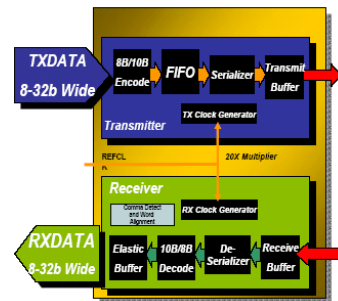 TXDATA
8-32b Wide
8B/10B
Encode
FIFO
Serializer
Transmit
Buffer
TX Clock Generator
Transmitter
REFCL
R
20X Multiplier
Receiver
Comma Detect
and Word
Alignment
RX Clock Generator
RXDATA
8-32b Wide
Elastic
Buffer
10B/8B
Decode
De-
Serializer
Receive
Buffer